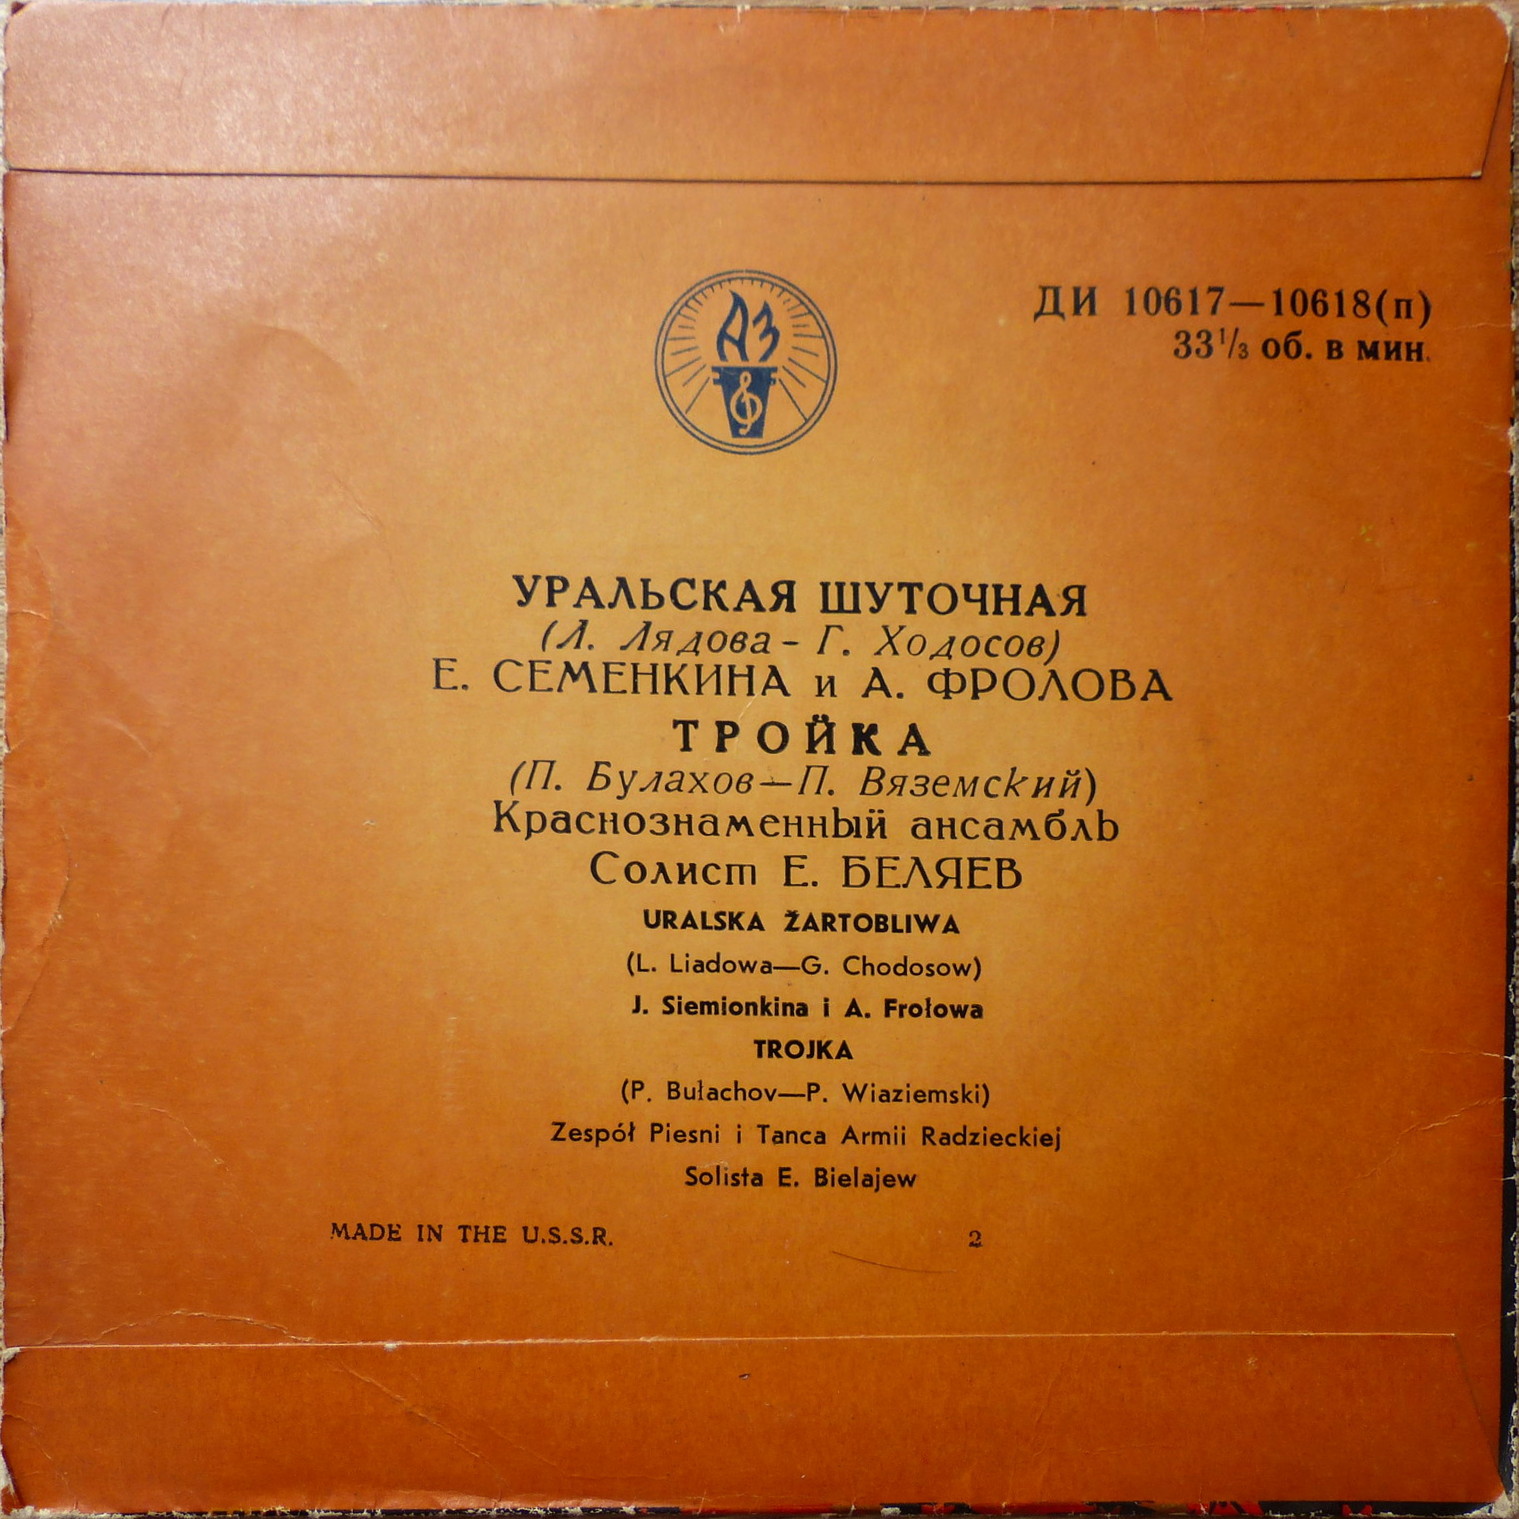 АЗ
ДИ 10617—10618(п)
33 1/3 об. в мин.
УРАЛЬСКАЯ ШУТОЧНАЯ
(Л. Лядова - Г. Ходосов)
Е. СЕМЕНКИНА и А. ФРОЛОВА
ТРОЙКА
(П. Булахов—П. Вяземский)
Краснознаменный ансамбль
Солист Е. БЕЛЯЕВ
URALSKA ŻARTOBLIWA
(L. Liadowa—G. Chodosow)
J. Siemionkina i A. Frołowa
TROJKA
(P. Bułachov—P. Wiaziemski)
Zespół Piesni i Tanca Armii Radzieckiej
Solista E. Bielajew
MADE IN THE U.S.S.R.
2